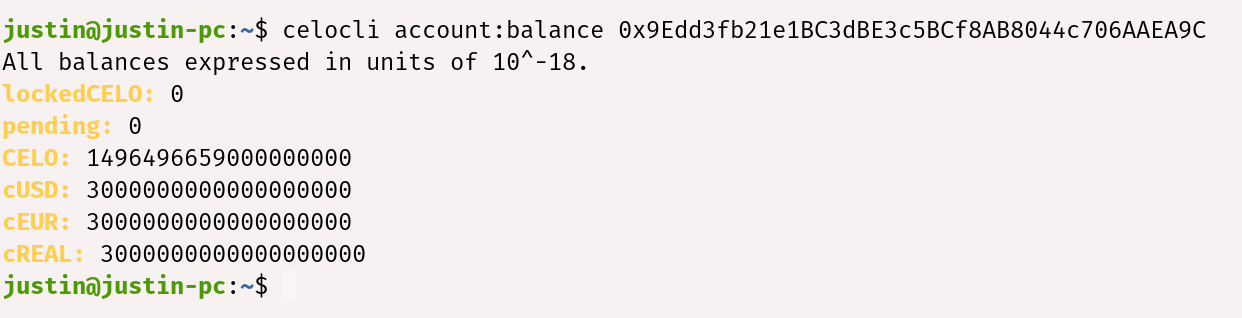 justin@justin-pc:~$ celocli account:balance 0x9Edd3fb21e1BC3dBE3c5BCf8AB8044c706AAEA9C
All balances expressed in units of 10^-18.
lockedCELO: 0
pending: 0
CELO: 1496496659000000000
cUSD: 3000000000000000000
cEUR: 3000000000000000000
cREAL: 3000000000000000000
justin@justin-pc:~$